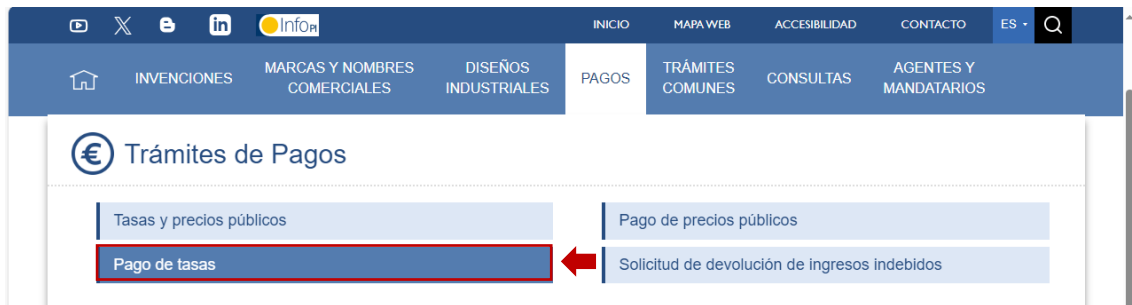 in InfoPI INICIO MAPA WEB ACCESIBILIDAD CONTACTO ES
INVENCIONES
MARCAS Y NOMBRES
COMERCIALES
DISEÑOS
INDUSTRIALES
PAGOS
TRÁMITES
COMUNES
CONSULTAS
AGENTES Y
MANDATARIOS
€ Trámites de Pagos
Tasas y precios públicos
Pago de precios públicos
Pago de tasas
Solicitud de devolución de ingresos indebidos